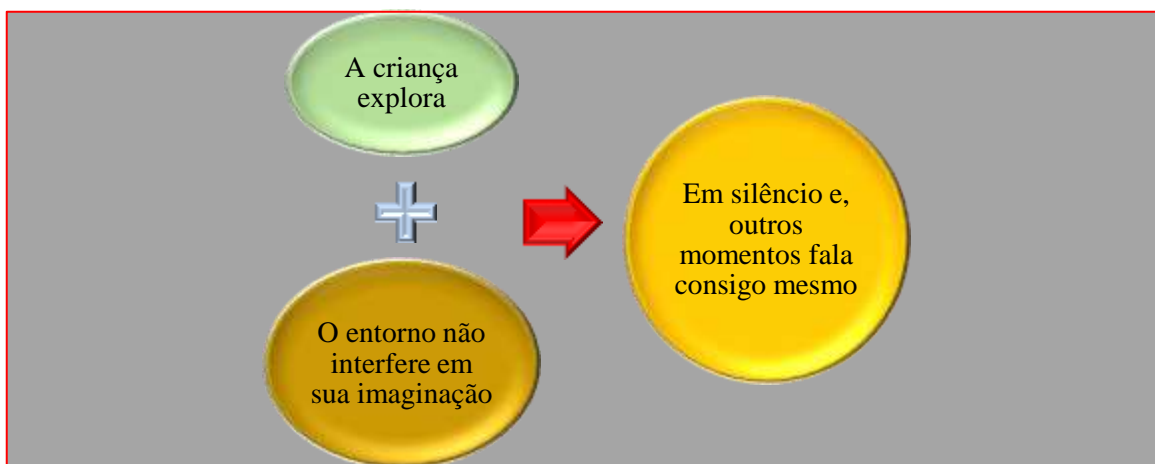 A criança
explora
O entorno não
interfere em
sua imaginação
Em silêncio e,
outros
momentos fala
consigo mesmo